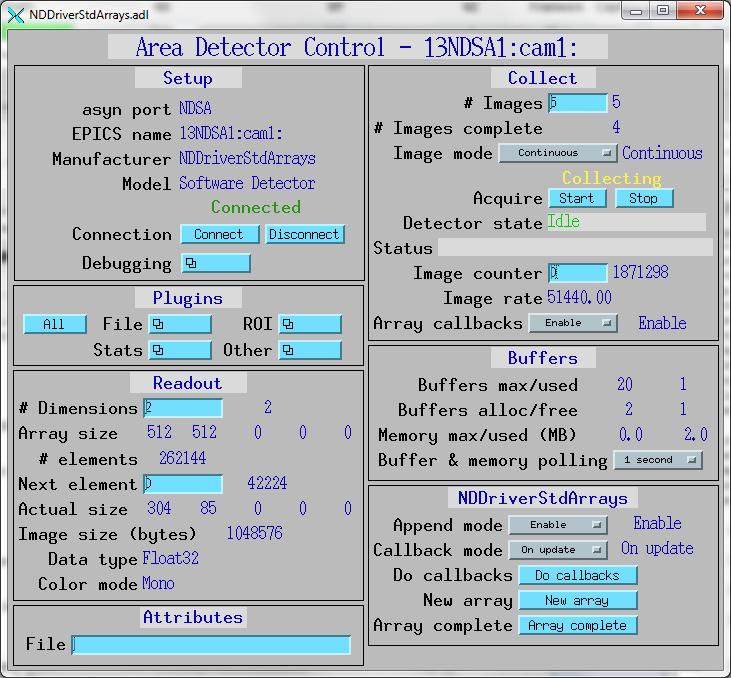 NDDriverStdArrays.adl
Area Detector Control - 13NDSA1:cam1:
Setup
asyn port NDSA
EPICS name 13NDSA1:cam1:
Manufacturer NDDriverStdArrays
Model Software Detector
Connected
Connection Connect Disconnect
Debugging
Plugins
All File ROI
Stats Other
Readout
# Dimensions 2 2
Array size 512 512 0 0 0
# elements 262144
Next element 0 42224
Actual size 304 85 0 0 0
Image size (bytes) 1048576
Data type Float32
Color mode Mono
Attributes
File
Collect
# Images 5 5
# Images complete 4
Image mode Continuous Continuous
Collecting
Acquire Start Stop
Detector state Idle
Status
Image counter 1871298
Image rate 51440.00
Array callbacks Enable Enable
Buffers
Buffers max/used 20 1
Buffers alloc/free 2 1
Memory max/used (MB) 0.0 2.0
Buffer & memory polling 1 second
NDDriverStdArrays
Append mode Enable Enable
Callback mode On update On update
Do callbacks Do callbacks
New array New array
Array complete Array complete